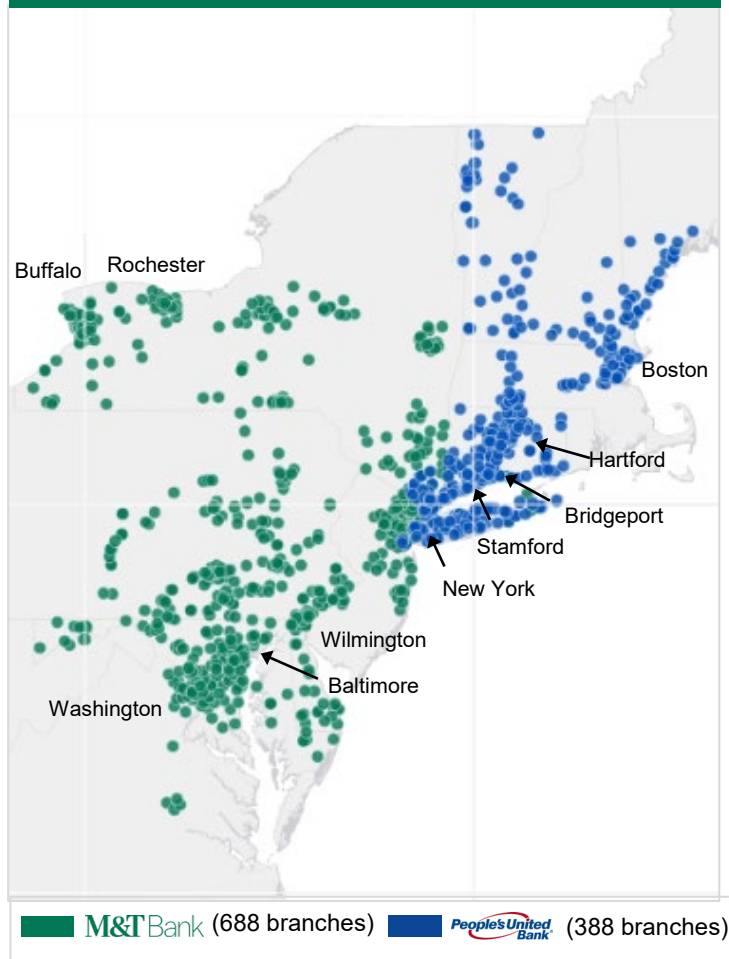 Buffalo
Rochester
Boston
Hartford
Bridgeport
Stamford
New York
Wilmington
Baltimore
Washington
M&T Bank (688 branches)
People's United
Bank (388 branches)